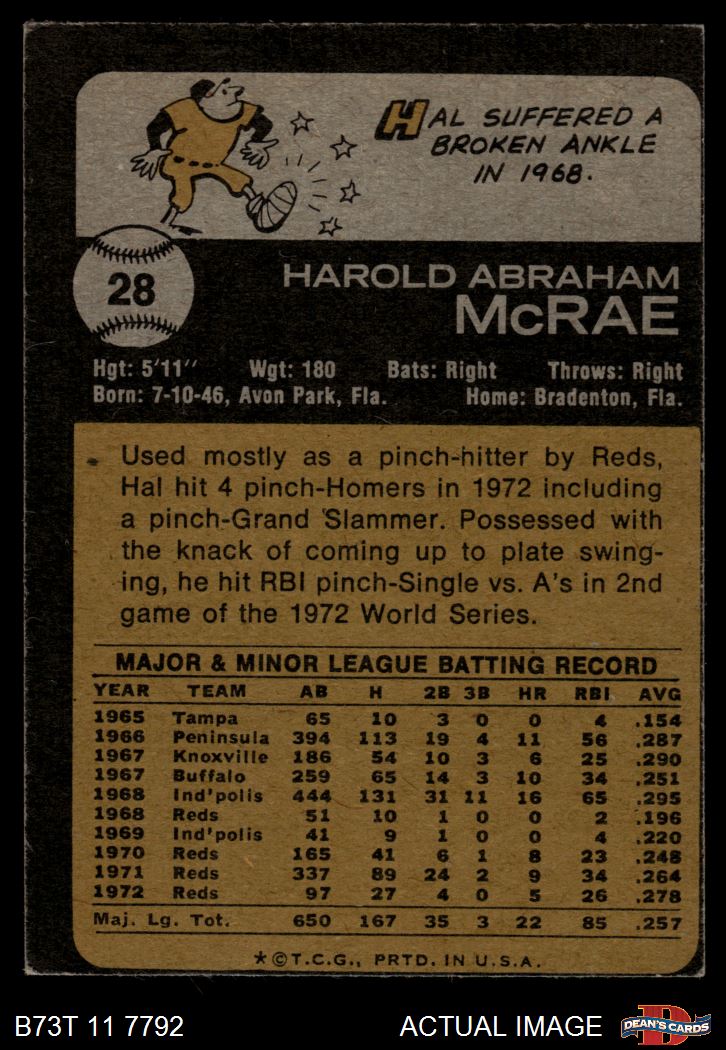 HAL SUFFERED A
BROKEN ANKLE
IN 1968.
28
HAROLD ABRAHAM
McRAE
Hgt: 5'11" Wgt: 180 Bats: Right Throws: Right
Born: 7-10-46, Avon Park, Fla. Home: Bradenton, Fla.
Used mostly as a pinch-hitter by Reds,
Hal hit 4 pinch-Homers in 1972 including
a pinch-Grand Slammer. Possessed with
the knack of coming up to plate swing-
ing, he hit RBI pinch-Single vs. A's in 2nd
game of the 1972 World Series.
MAJOR & MINOR LEAGUE BATTING RECORD
YEAR TEAM AB H 2B 3B HR RBI AVG
1965 Tampa 65 10 3 0 0 4 .154
1966 Peninsula 394 113 19 4 11 56 .287
1967 Knoxville 186 54 10 3 6 25 .290
1967 Buffalo 259 65 14 3 10 34 .251
1968 Ind'polis 444 131 31 11 16 65 .295
1968 Reds 51 10 1 0 0 2 .196
1969 Ind'polis 41 9 1 0 0 4 .220
1970 Reds 165 41 6 1 8 23 .248
1971 Reds 337 89 24 2 9 34 .264
1972 Reds 97 27 4 0 5 26 .278
Maj. Lg. Tot. 650 167 35 3 22 85 .257
*©T.C.G., PRTD. IN U.S.A.
B73T 11 7792 ACTUAL IMAGE
D
DEAN'S CARDS